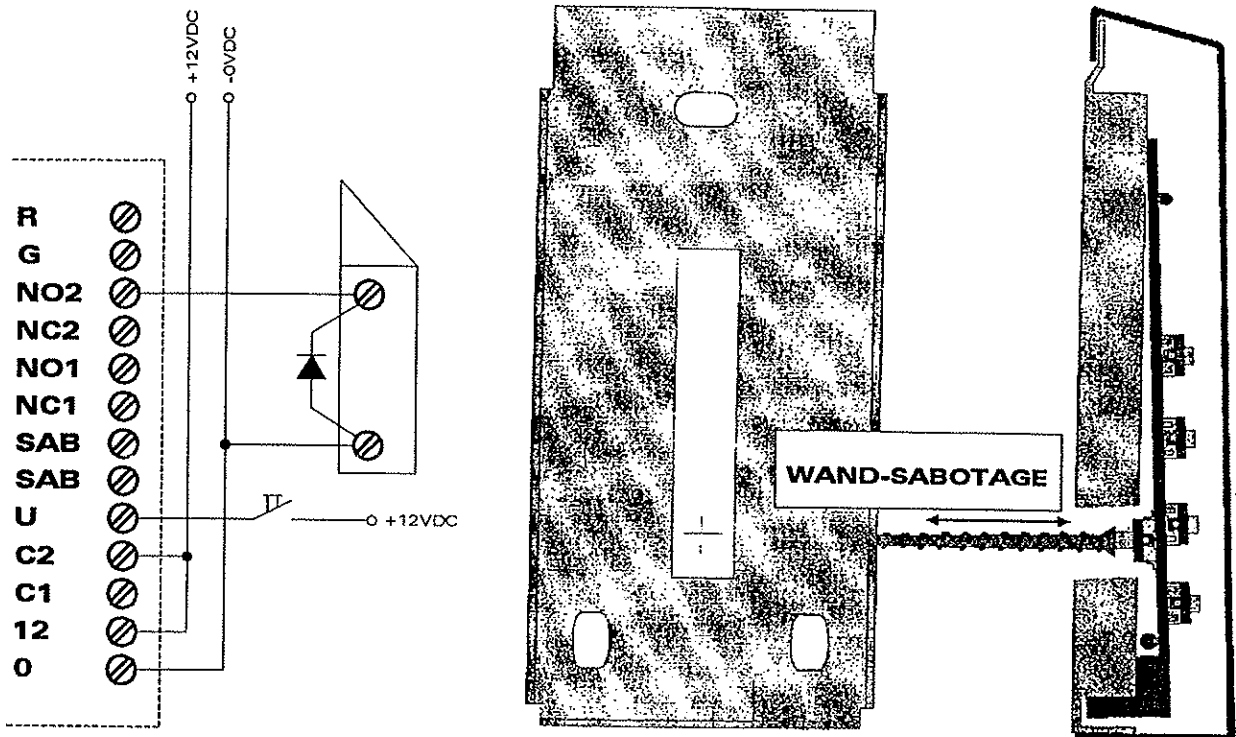 +12VDC
-0VDC
R
G
NO2
NC2
NO1
NC1
SAB
SAB
U
+12VDC
C2
C1
12
0
WAND-SABOTAGE